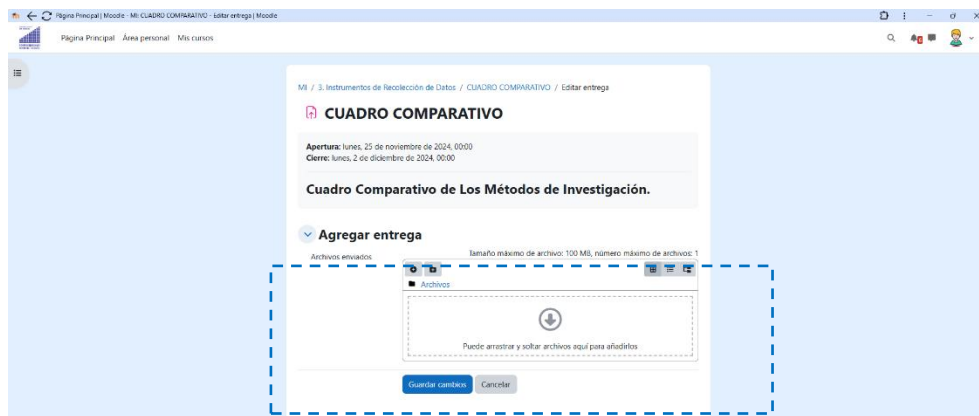 Página Principal | Moodle - MI: CUADRO COMPARATIVO - Editar entrega | Moodle
Página Principal Área personal Mis cursos
MI / 3. Instrumentos de Recolección de Datos / CUADRO COMPARATIVO / Editar entrega
CUADRO COMPARATIVO
Apertura: lunes, 25 de noviembre de 2024, 00:00
Cierre: lunes, 2 de diciembre de 2024, 00:00
Cuadro Comparativo de Los Métodos de Investigación.
Agregar entrega
Archivos enviados
Tamaño máximo de archivo: 100 MB, número máximo de archivos: 1
Archivos
Puede arrastrar y soltar archivos aquí para añadirlos
Guardar cambios Cancelar